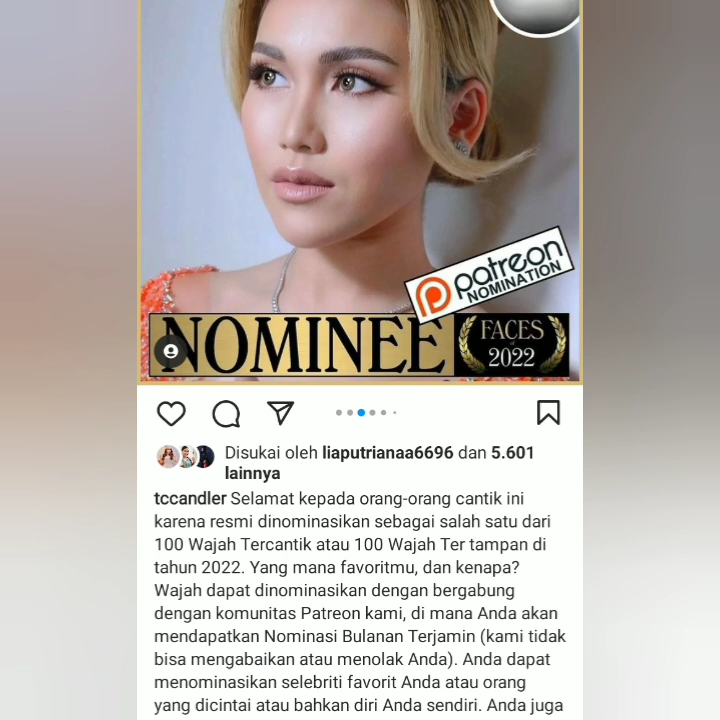 patreon
NOMINATION
NOMINEE
FACES
of
2022
Disukai oleh liaputrianaa6696 dan 5.601
lainnya
tccandler Selamat kepada orang-orang cantik ini
karena resmi dinominasikan sebagai salah satu dari
100 Wajah Tercantik atau 100 Wajah Ter tampan di
tahun 2022. Yang mana favoritmu, dan kenapa?
Wajah dapat dinominasikan dengan bergabung
dengan komunitas Patreon kami, di mana Anda akan
mendapatkan Nominasi Bulanan Terjamin (kami tidak
bisa mengabaikan atau menolak Anda). Anda dapat
menominasikan selebriti favorit Anda atau orang
yang dicintai atau bahkan diri Anda sendiri. Anda juga